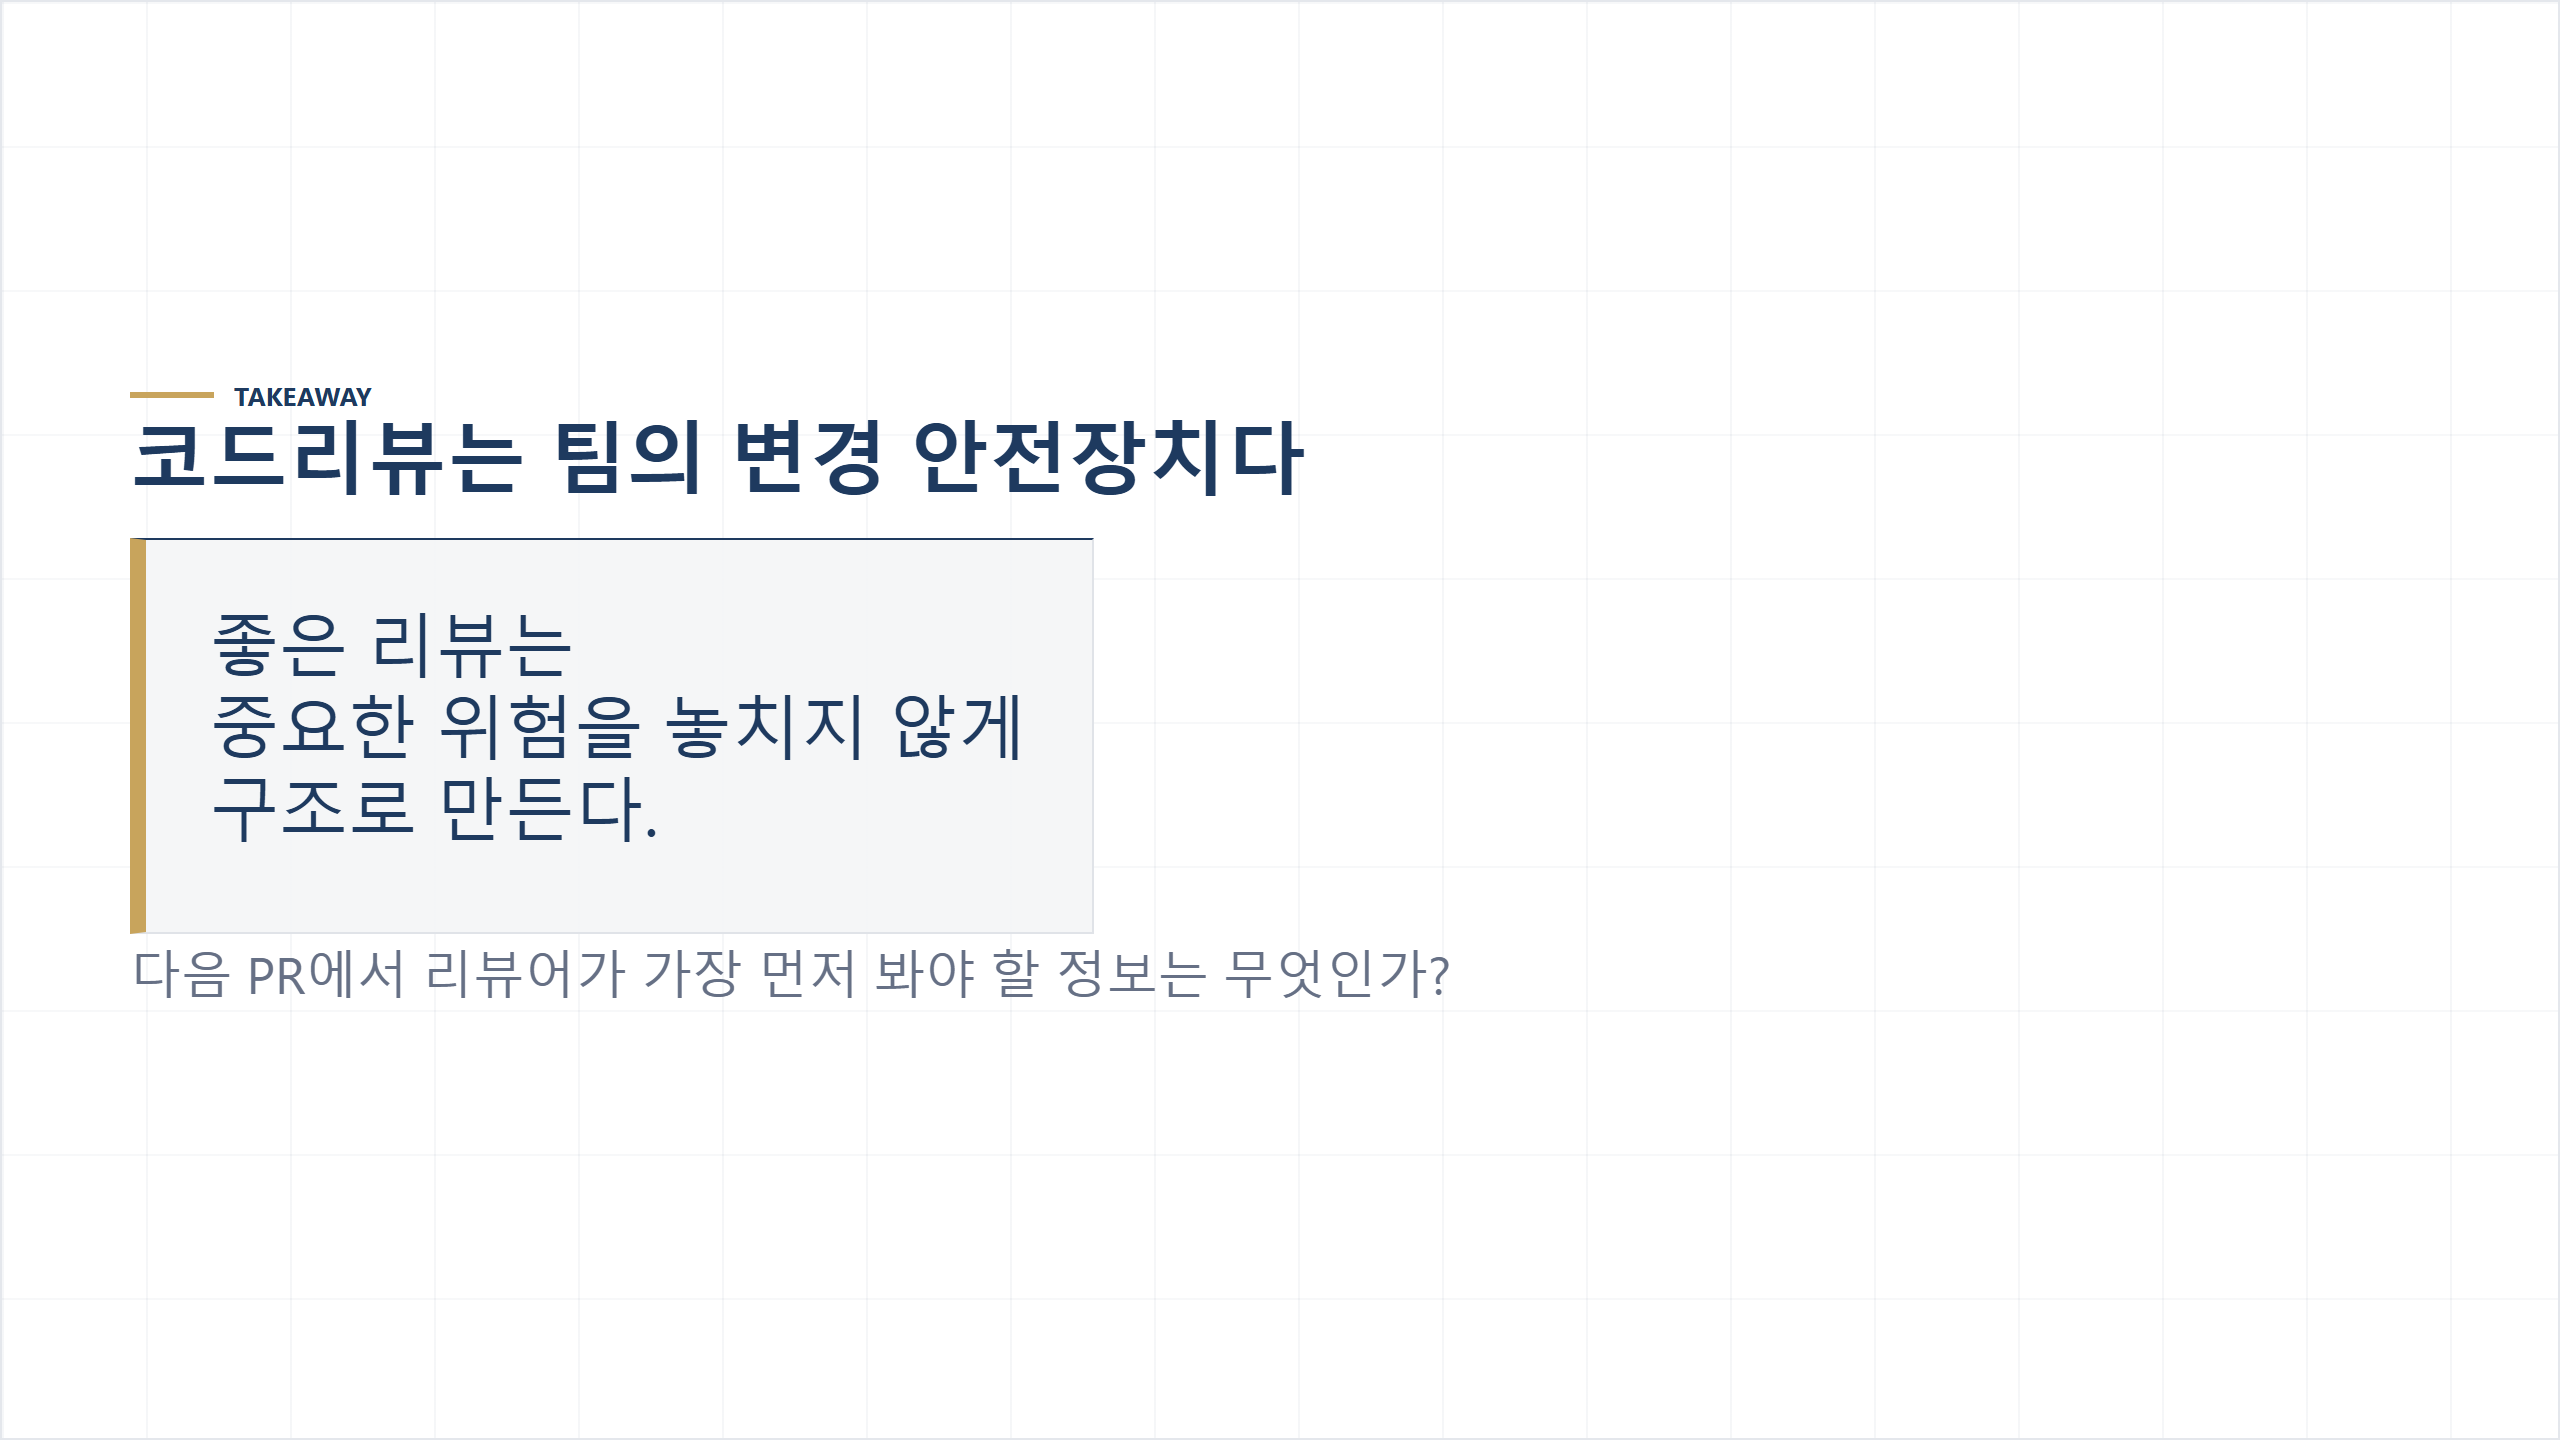 TAKEAWAY
코드리뷰는 팀의 변경 안전장치다
좋은 리뷰는
중요한 위험을 놓치지 않게
구조로 만든다.
다음 PR에서 리뷰어가 가장 먼저 봐야 할 정보는 무엇인가?